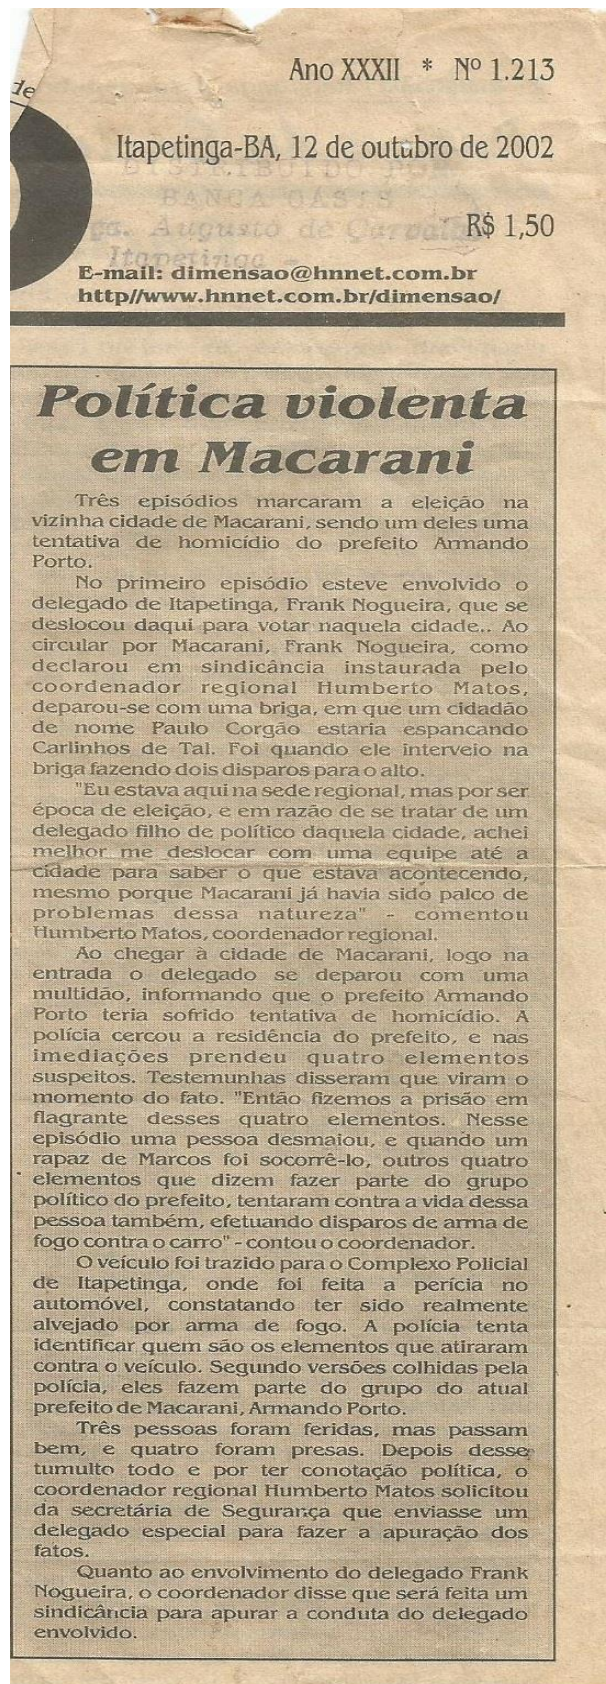 de
Ano XXXII * Nº 1.213
Itapetinga-BA, 12 de outubro de 2002
DISTRIBUIDO POR
BANCA OASIS
Augusto de Carvalho
Itapetinga -
R$ 1,50
E-mail: dimensao@hnnet.com.br
http//www.hnnet.com.br/dimensao/
Política violenta
em Macarani
Três episódios marcaram a eleição na
vizinha cidade de Macarani, sendo um deles uma
tentativa de homicídio do prefeito Armando
Porto.
No primeiro episódio esteve envolvido o
delegado de Itapetinga, Frank Nogueira, que se
deslocou daqui para votar naquela cidade.. Ao
circular por Macarani, Frank Nogueira, como
declarou em sindicância instaurada pelo
coordenador regional Humberto Matos,
deparou-se com uma briga, em que um cidadão
de nome Paulo Corgão estaria espancando
Carlinhos de Tal. Foi quando ele interveio na
briga fazendo dois disparos para o alto.
"Eu estava aqui na sede regional, mas por ser
época de eleição, e em razão de se tratar de um
delegado filho de político daquela cidade, achei
melhor me deslocar com uma equipe até a
cidade para saber o que estava acontecendo,
mesmo porque Macarani já havia sido palco de
problemas dessa natureza" - comentou
Humberto Matos, coordenador regional.
Ao chegar à cidade de Macarani, logo na
entrada o delegado se deparou com uma
multidão, informando que o prefeito Armando
Porto teria sofrido tentativa de homicídio. A
polícia cercou a residência do prefeito, e nas
imediações prendeu quatro elementos
suspeitos. Testemunhas disseram que viram o
momento do fato. "Então fizemos a prisão em
flagrante desses quatro elementos. Nesse
episódio uma pessoa desmaiou, e quando um
rapaz de Marcos foi socorrê-lo, outros quatro
elementos que dizem fazer parte do grupo
político do prefeito, tentaram contra a vida dessa
pessoa também, efetuando disparos de arma de
fogo contra o carro" - contou o coordenador.
O veículo foi trazido para o Complexo Policial
de Itapetinga, onde foi feita a perícia no
automóvel, constatando ter sido realmente
alvejado por arma de fogo. A polícia tenta
identificar quem são os elementos que atiraram
contra o veículo. Segundo versões colhidas pela
polícia, eles fazem parte do grupo do atual
prefeito de Macarani, Armando Porto.
Três pessoas foram feridas, mas passam
bem, e quatro foram presas. Depois desse
tumulto todo e por ter conotação política, o
coordenador regional Humberto Matos solicitou
da secretária de Segurança que enviasse um
delegado especial para fazer a apuração dos
fatos.
Quanto ao envolvimento do delegado Frank
Nogueira, o coordenador disse que será feita um
sindicância para apurar a conduta do delegado
envolvido.